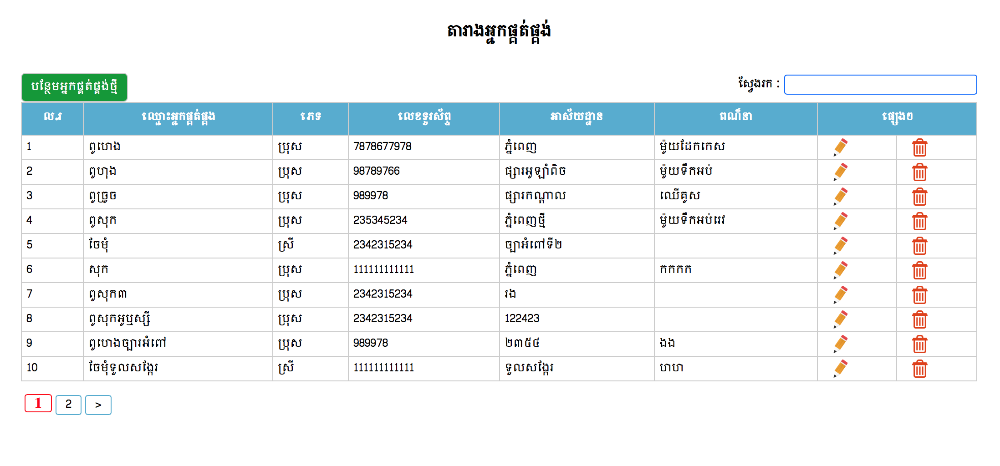 តារាងអ្នកផ្គត់ផ្គង់
បន្ថែមអ្នកផ្គត់ផ្គង់ថ្មី ស្វែងរក :
ល.រ ឈ្មោះអ្នកផ្គត់ផ្គង ភេទ លេខទូរស័ព្ទ អាស័យដ្ឋាន ពណ៌នា ផ្សេងៗ
1 ពូហេង ប្រុស 7878677978 ភ្នំពេញ ម៉ូយដែកកេស
2 ពូហុង ប្រុស 98789766 ផ្សារអូឡាំពិច ម៉ូយទឹកអប់
3 ពូច្រូច ប្រុស 989978 ផ្សារកណ្តាល ឈើគូស
4 ពូសុក ប្រុស 235345234 ភ្នំពេញថ្មី ម៉ូយទឹកអប់រេវ
5 ចែមុំ ស្រី 2342315234 ច្បាអំពៅទី២
6 សុក ប្រុស 111111111111 ភ្នំពេញ កកកក
7 ពូសុក៣ ប្រុស 2342315234 រង
8 ពូសុកអូឬស្សី ប្រុស 2342315234 122423
9 ពូហេងច្បារអំពៅ ប្រុស 989978 ២៣៥៤ ងង
10 ចែមុំទួលសង្កែរ ស្រី 111111111111 ទួលសង្កែរ ហហ
1 2 >